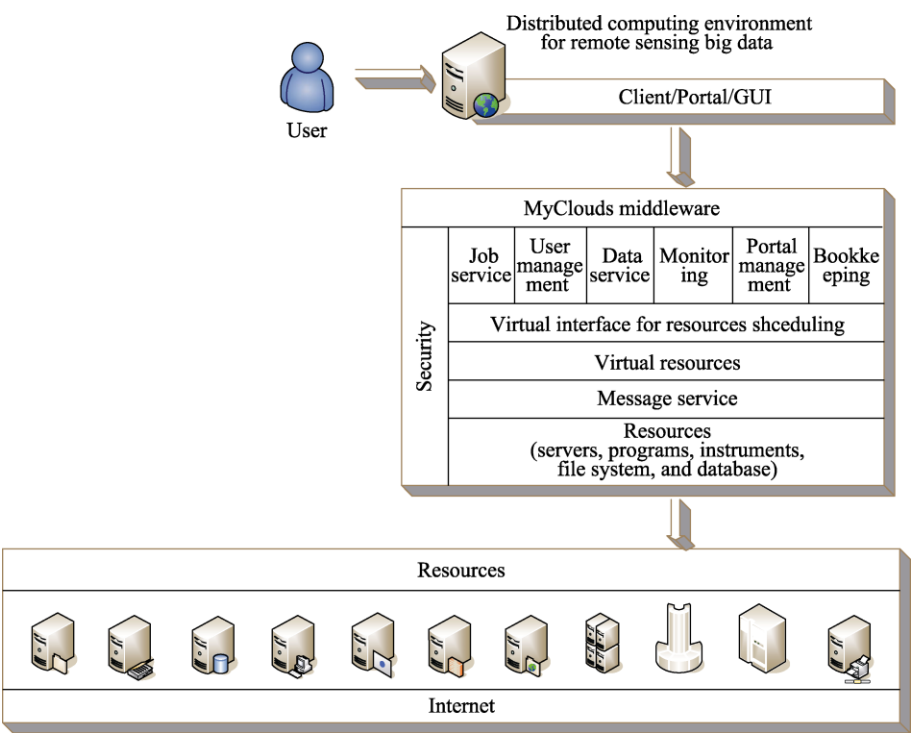 Distributed computing environment
for remote sensing big data
Client/Portal/GUI
User
MyClouds middleware
Security
Job
service
User
manage
ment
Data
service
Monitor
ing
Portal
manage
ment
Bookke
eping
Virtual interface for resources shceduling
Virtual resources
Message service
Resources
(servers, programs, instruments,
file system, and database)
Resources
Internet